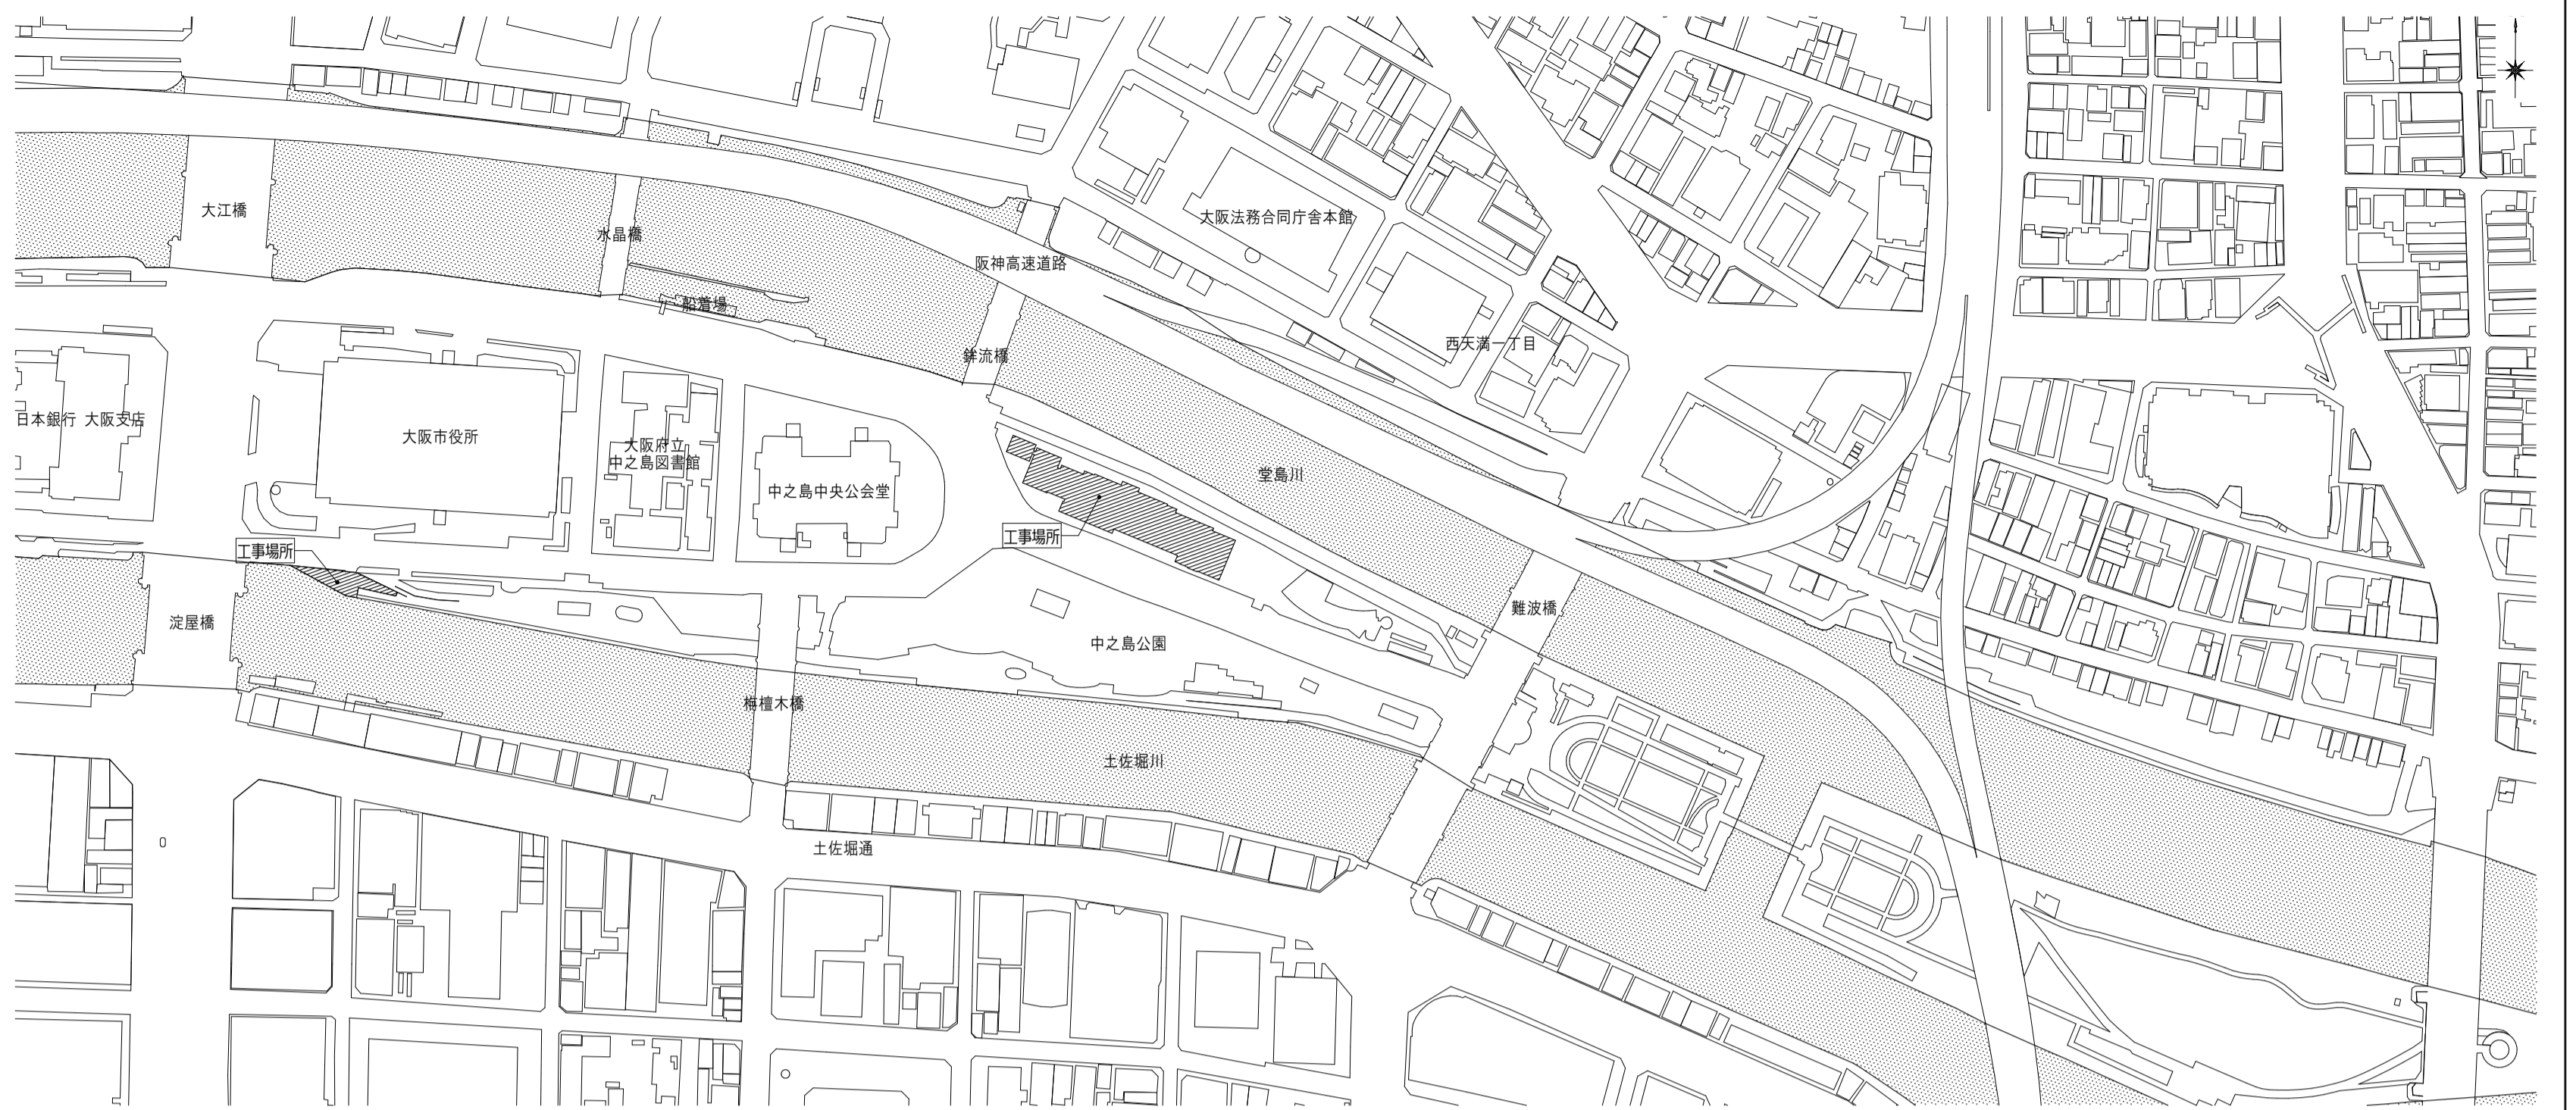 大江橋
大阪法務合同庁舎本館
水晶橋
阪神高速道路
船着場
西天満一丁目
鉾流橋
日本銀行 大阪支店
大阪市役所
大阪府立
中之島図書館
堂島川
中之島中央公会堂
工事場所
工事場所
難波橋
淀屋橋
中之島公園
栴檀木橋
土佐堀川
土佐堀通